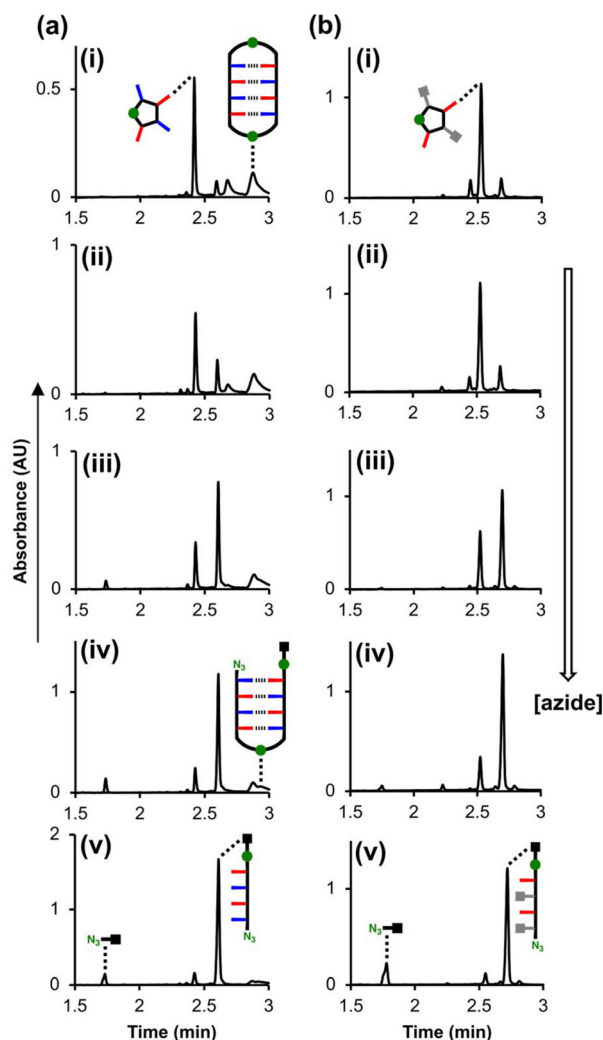 (a) (b)
(i) (i)
0.5 1
0 0
1.5 2 2.5 3 1.5 2 2.5 3
(ii) (ii)
1 1
0 0
1.5 2 2.5 3 1.5 2 2.5 3
Absorbance (AU)
(iii) (iii)
1 1
0 0
1.5 2 2.5 3 1.5 2 2.5 3
(iv) (iv)
N3
1 1
[azide]
0 0
1.5 2 2.5 3 1.5 2 2.5 3
(v) (v)
2
1 1
N3 N3
N3 N3
0 0
1.5 2 2.5 3 1.5 2 2.5 3
Time (min) Time (min)